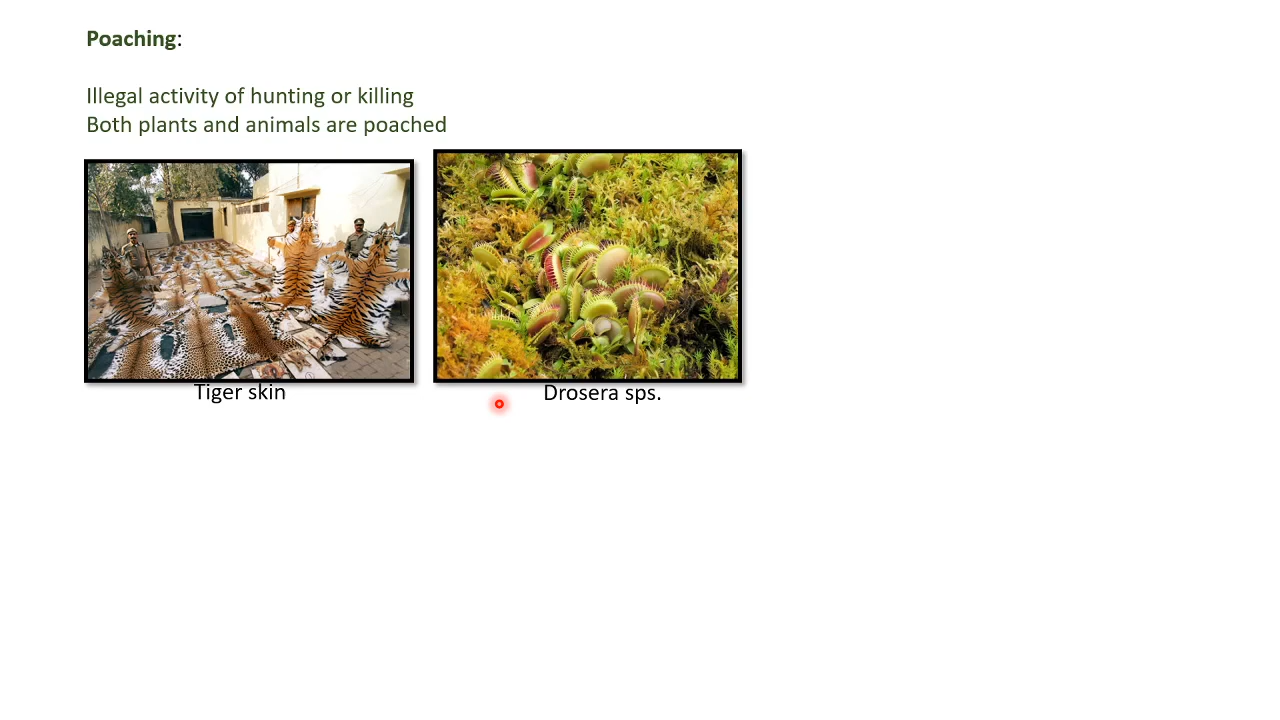 Poaching:
Illegal activity of hunting or killing
Both plants and animals are poached
Tiger skin
Drosera sps.